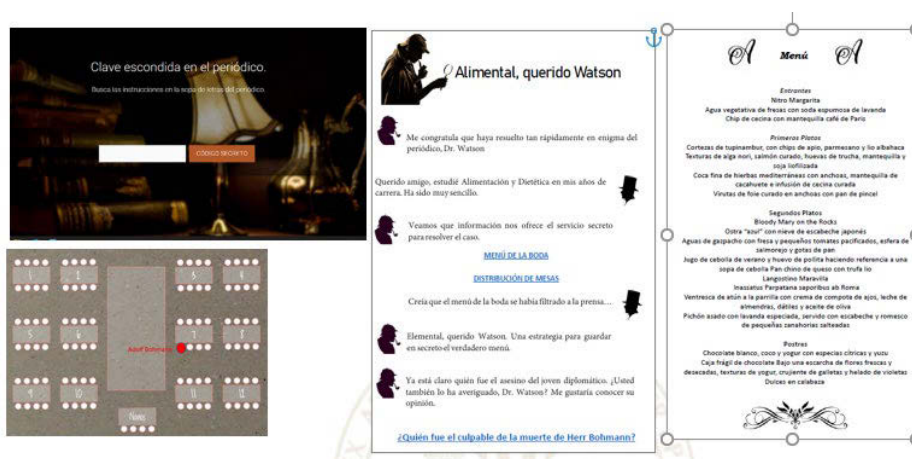 Clave escondida en el periódico.
Busca las instrucciones en la sopa de letras del periódico.
CÓDIGO SECRETO
1 2 3 4
5 6 7 8
Adolf Bohmann
9 10 11 12
Novios
Alimental, querido Watson
Me congratula que haya resuelto tan rápidamente en enigma del
periódico, Dr. Watson
Querido amigo, estudié Alimentación y Dietética en mis años de
carrera. Ha sido muy sencillo.
Veamos que información nos ofrece el servicio secreto
para resolver el caso.
MENÚ DE LA BODA
DISTRIBUCIÓN DE MESAS
Creía que el menú de la boda se había filtrado a la prensa…
Elemental, querido Watson. Una estrategia para guardar
en secreto el verdadero menú.
Ya está claro quién fue el asesino del joven diplomático. ¿Usted
también lo ha averiguado, Dr. Watson? Me gustaría conocer su
opinión.
¿Quién fue el culpable de la muerte de Herr Bohmann?
A Menú A
Entrantes
Nitro Margarita
Agua vegetativa de fresas con soda espumosa de lavanda
Chip de cecina con mantequilla café de Paris
Primeros Platos
Cortezas de tupinambur, con chips de apio, parmesano y lio albahaca
Texturas de alga nori, salmón curado, huevas de trucha, mantequilla y
soja liofilizada
Coca fina de hierbas mediterráneas con anchoas, mantequilla de
cacahuete e infusión de cecina curada
Virutas de foie curado en anchoas con pan de pincel
Segundos Platos
Bloody Mary on the Rocks
Ostra "azul" con nieve de escabeche japonés
Aguas de gazpacho con fresa y pequeños tomates pacificados, esfera de
salmorejo y gotas de pan
Jugo de cebolla de verano y huevo de pollita haciendo referencia a una
sopa de cebolla Pan chino de queso con trufa lio
Langostino Maravilla
Inassatus Perpatana saporibus ab Roma
Ventresca de atún a la parrilla con crema de compota de ajos, leche de
almendras, dátiles y aceite de oliva
Pichón asado con lavanda especiada, servido con escabeche y romesco
de pequeñas zanahorias salteadas
Postres
Chocolate blanco, coco y yogur con especias cítricas y yuzu
Caja frágil de chocolate Bajo una escarcha de flores frescas y
desecadas, texturas de yogur, crujiente de galletas y helado de violetas
Dulces en calabaza